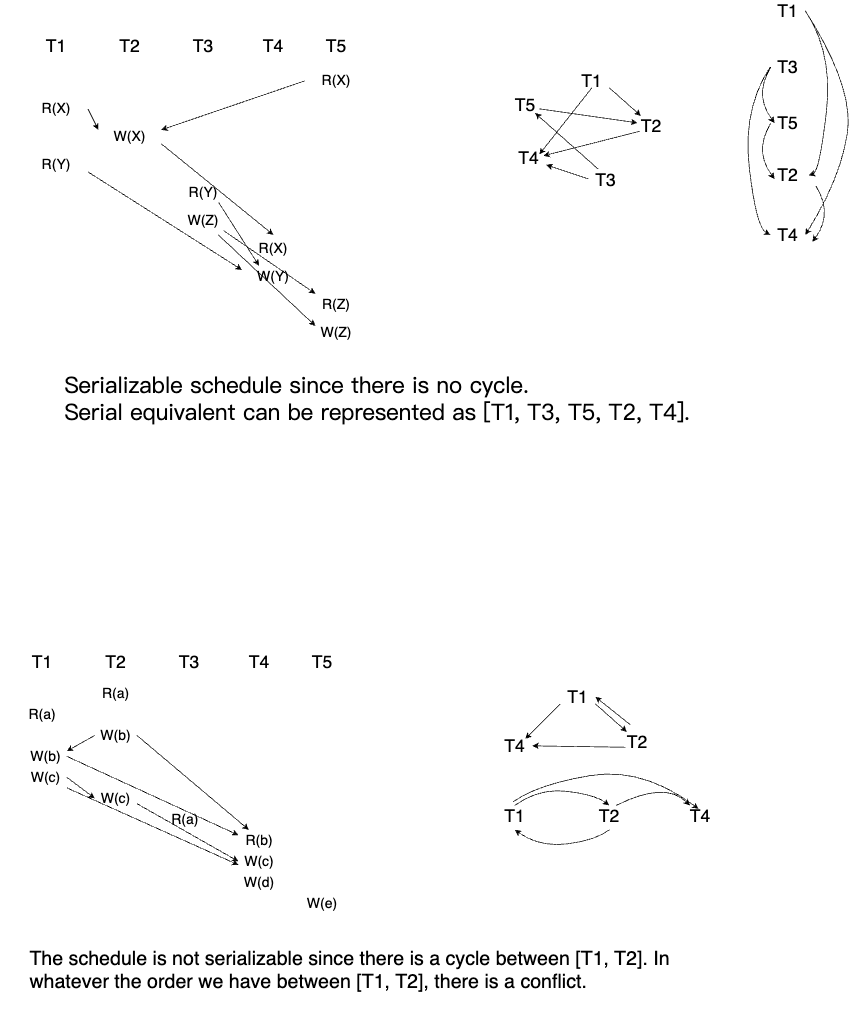 T1 T2 T3 T4 T5
R(X)
R(X)
W(X)
R(Y)
R(Y)
W(Z)
R(X)
W(Y)
R(Z)
W(Z)
T1
T5
T2
T4
T3
T1
T3
T5
T2
T4
Serializable schedule since there is no cycle.
Serial equivalent can be represented as [T1, T3, T5, T2, T4].
T1 T2 T3 T4 T5
R(a)
R(a)
W(b)
W(b)
W(c)
W(c)
R(a)
R(b)
W(c)
W(d)
W(e)
T1
T4 T2
T1 T2 T4
The schedule is not serializable since there is a cycle between [T1, T2]. In
whatever the order we have between [T1, T2], there is a conflict.